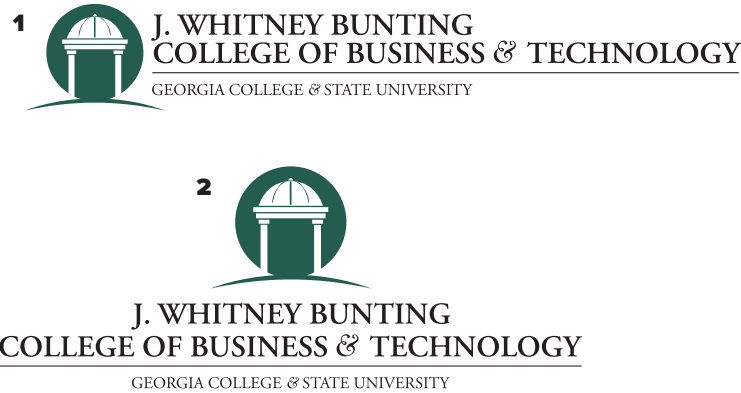 1
J. WHITNEY BUNTING
COLLEGE OF BUSINESS & TECHNOLOGY
GEORGIA COLLEGE & STATE UNIVERSITY
2
J. WHITNEY BUNTING
COLLEGE OF BUSINESS & TECHNOLOGY
GEORGIA COLLEGE & STATE UNIVERSITY